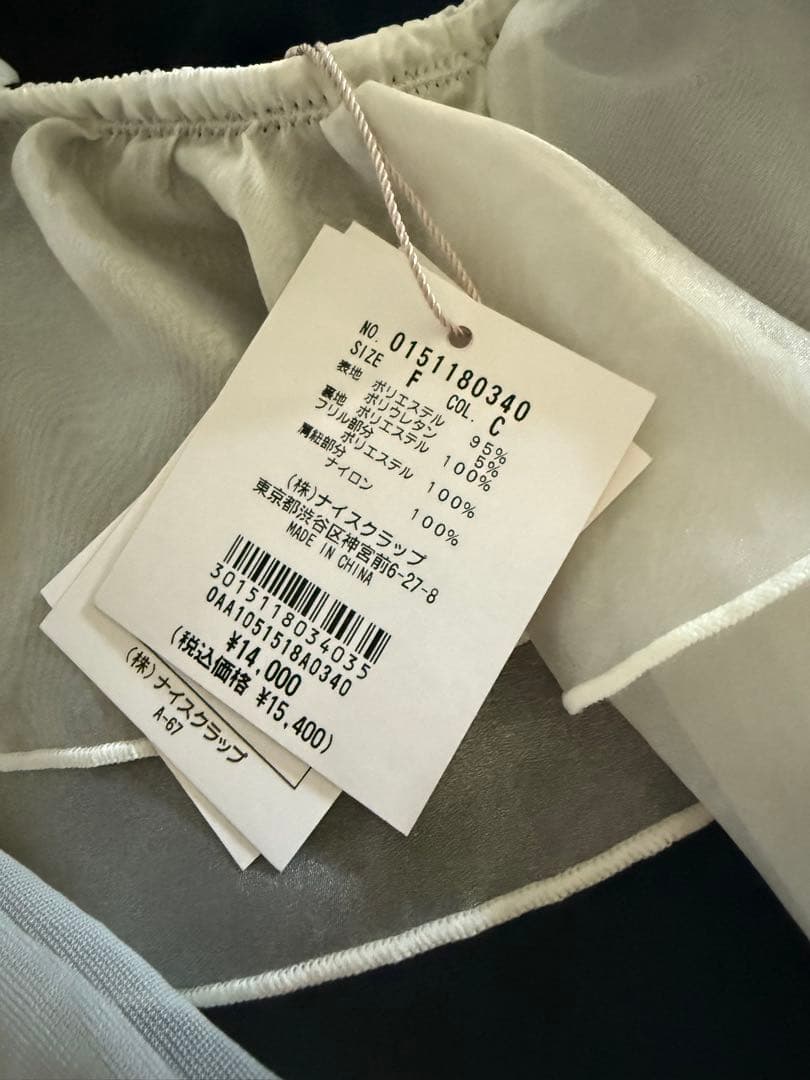 NO. 0151180340
SIZE F COL. C
表地 ポリエステル 95%
ポリウレタン 5%
裏地 ポリエステル 100%
フリル部分
ポリエステル 100%
肩紐部分
ナイロン 100%
(株)ナイスクラップ
東京都渋谷区神宮前6-27-8
MADE IN CHINA
3015118034035
0AA1051518A0340
¥14,000
(税込価格 ¥15,400)
(株)ナイスクラップ
A-67